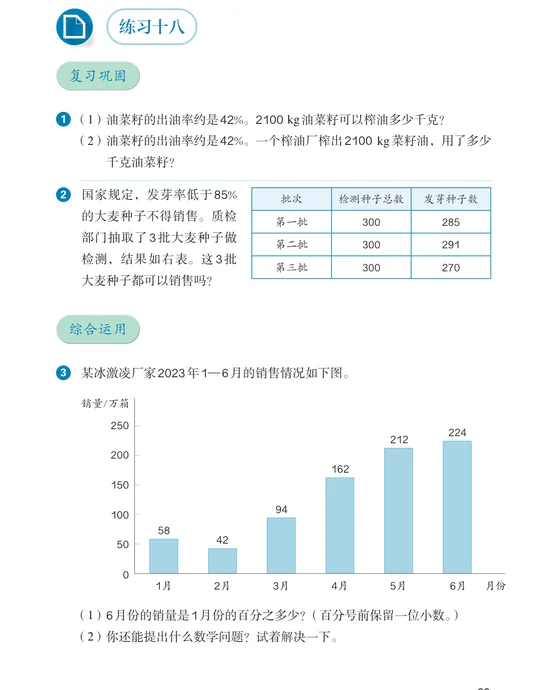 练习十八
复习巩固
1 (1)油菜籽的出油率约是42%。2100 kg油菜籽可以榨油多少千克?
(2)油菜籽的出油率约是42%。一个榨油厂榨出2100 kg菜籽油,用了多少
千克油菜籽?
2 国家规定,发芽率低于85%
的大麦种子不得销售。质检
部门抽取了3批大麦种子做
检测,结果如右表。这3批
大麦种子都可以销售吗?
批次 检测种子总数 发芽种子数
第一批 300 285
第二批 300 291
第三批 300 270
综合运用
3 某冰激凌厂家2023年1—6月的销售情况如下图。
销量/万箱
250
200
150
100
50
0
58
42
94
162
212
224
1月 2月 3月 4月 5月 6月 月份
(1)6月份的销量是1月份的百分之多少?(百分号前保留一位小数。)
(2)你还能提出什么数学问题?试着解决一下。